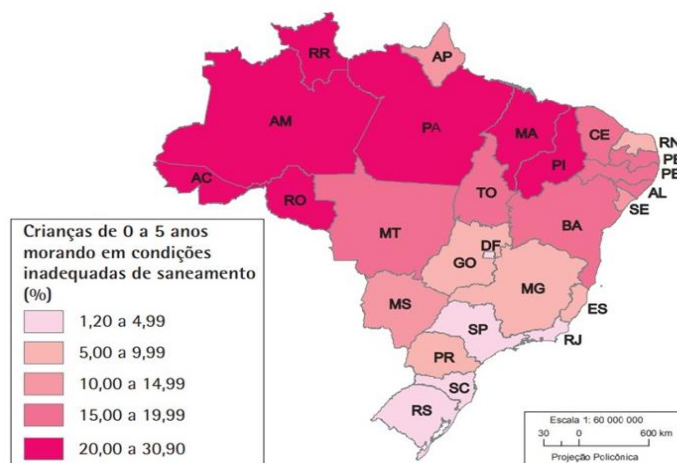 RR
AP
AM
PA
MA
CE
RN
PB
PE
PI
AC
AL
TO
SE
RO
BA
MT
DF
GO
MG
MS
ES
SP
RJ
PR
SC
RS
Crianças de 0 a 5 anos
morando em condições
inadequadas de saneamento
(%)
1,20 a 4,99
5,00 a 9,99
10,00 a 14,99
15,00 a 19,99
20,00 a 30,90
Escala 1: 60 000 000
30 0 600 km
Projeção Policônica